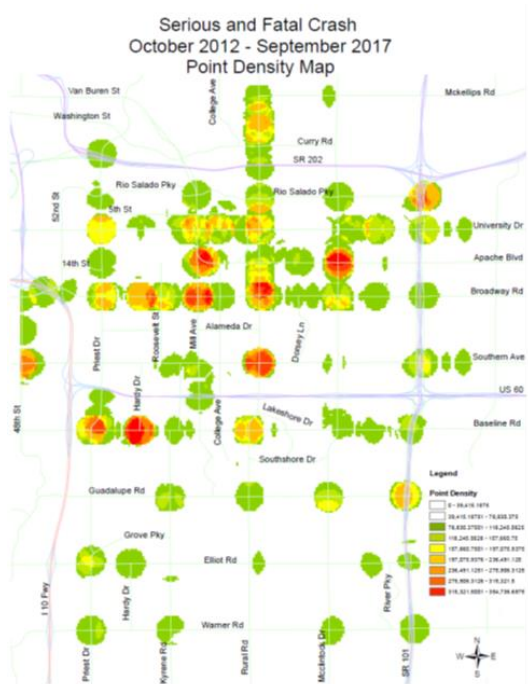 Serious and Fatal Crash
October 2012 - September 2017
Point Density Map
Van Buren St
College Ave
Mckellips Rd
Washington St
Curry Rd
SR 202
52nd St
Rio Salado Pky
Rio Salado Pky
5th St
University Dr
14th St
Apache Blvd
Broadway Rd
Priest Dr
Roosevelt St
Mill Ave
Alameda Dr
Dorsey Ln
Southern Ave
48th St
Hardy Dr
College Ave
US 60
Lakeshore Dr
Baseline Rd
Southshore Dr
Guadalupe Rd
Grove Pky
Elliot Rd
I 10 Fwy
Hardy Dr
River Pky
Warner Rd
Priest Dr
Kyrene Rd
Rural Rd
Mcclintock Dr
SR 101
Legend
Point Density
N
W
E
S